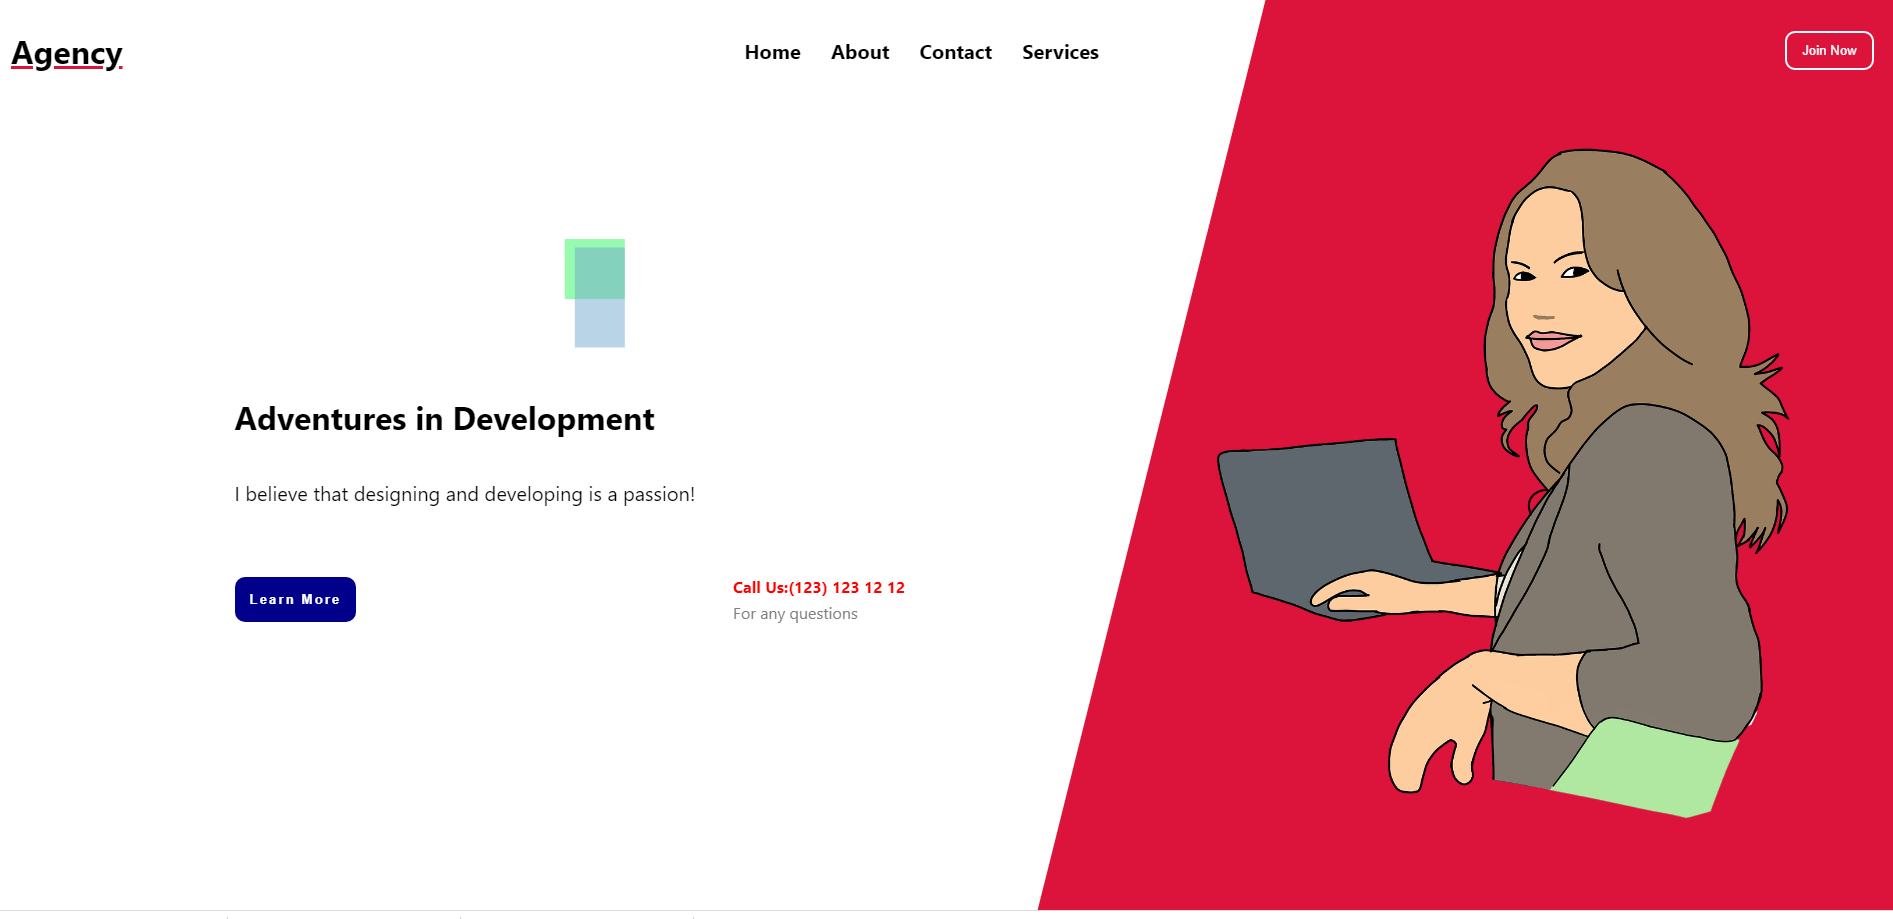 Agency
Home About Contact Services
Join Now
Adventures in Development
I believe that designing and developing is a passion!
Learn More
Call Us:(123) 123 12 12
For any questions